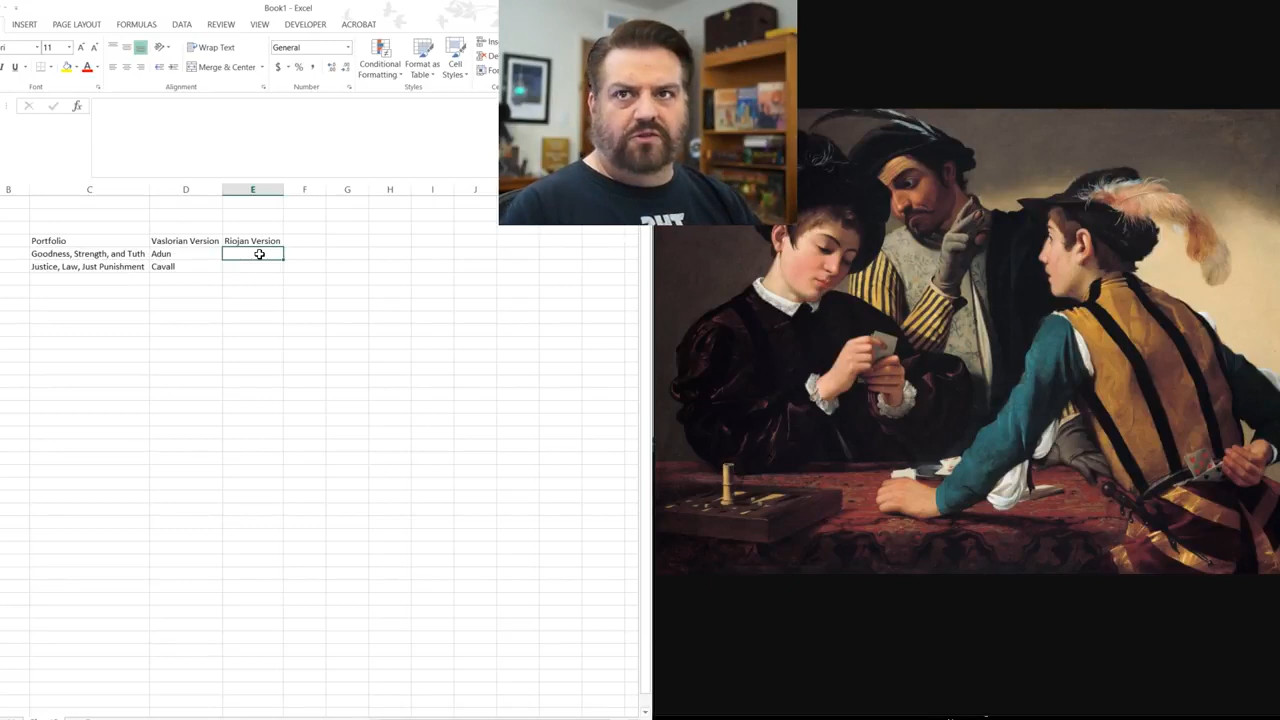 Book1 - Excel
INSERT PAGE LAYOUT FORMULAS DATA REVIEW VIEW DEVELOPER ACROBAT
11 A A Wrap Text General
U A Merge & Center $ % , Conditional Formatting Format as Table Cell Styles
Font Alignment Number Styles
fx
B C D E F G H I J
Portfolio Vaslorian Version Riojan Version
Goodness, Strength, and Tuth Adun
Justice, Law, Just Punishment Cavall